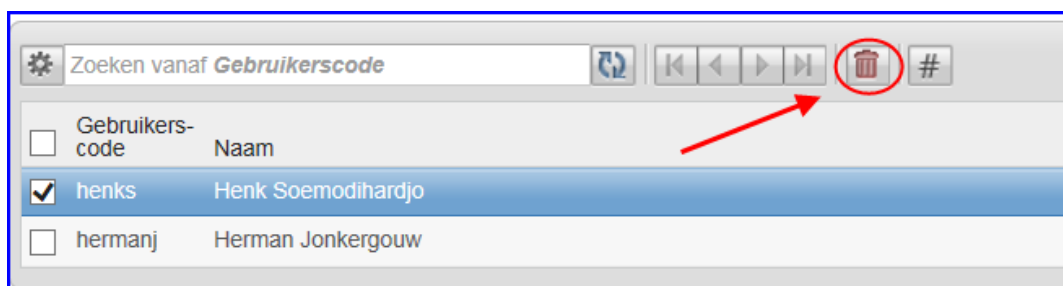 Zoeken vanaf Gebruikerscode
#
Gebruikers-
code
Naam
henks Henk Soemodihardjo
hermanj Herman Jonkergouw